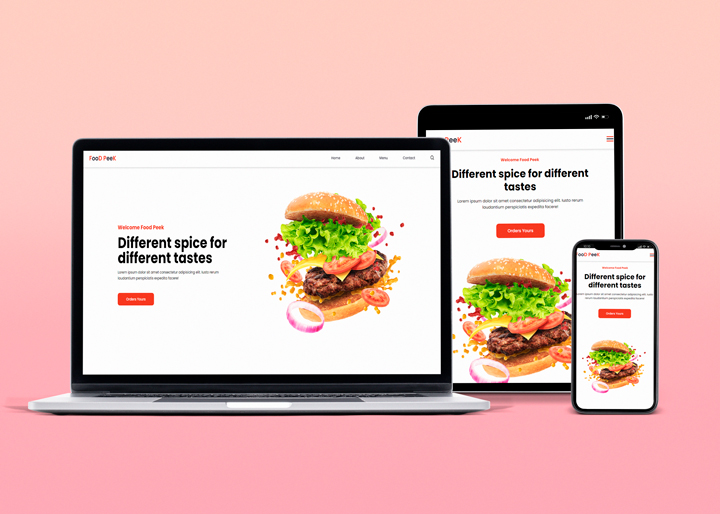 FooD PeeK
Home About Menu Contact
Welcome Food Peek
Different spice for
different tastes
Lorem ipsum dolor sit amet consectetur adipisicing elit. Iusto rerum
laudantium perspiciatis expedita facere!
Orders Yours
PeeK
Welcome Food Peek
Different spice for different
tastes
Lorem ipsum dolor sit amet consectetur adipisicing elit. Iusto rerum
laudantium perspiciatis expedita facere!
Orders Yours
FooD PeeK
Welcome Food Peek
Different spice for
different tastes
Orders Yours